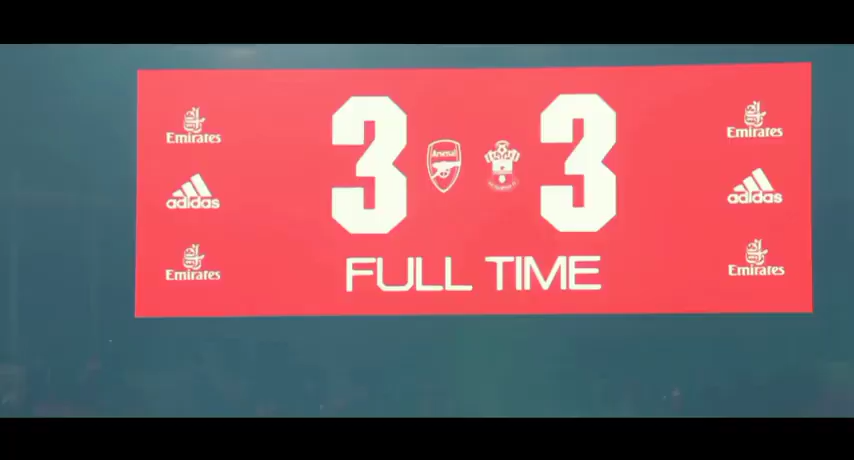 Emirates
adidas
Emirates
3 Arsenal 3
FULL TIME
Emirates
adidas
Emirates